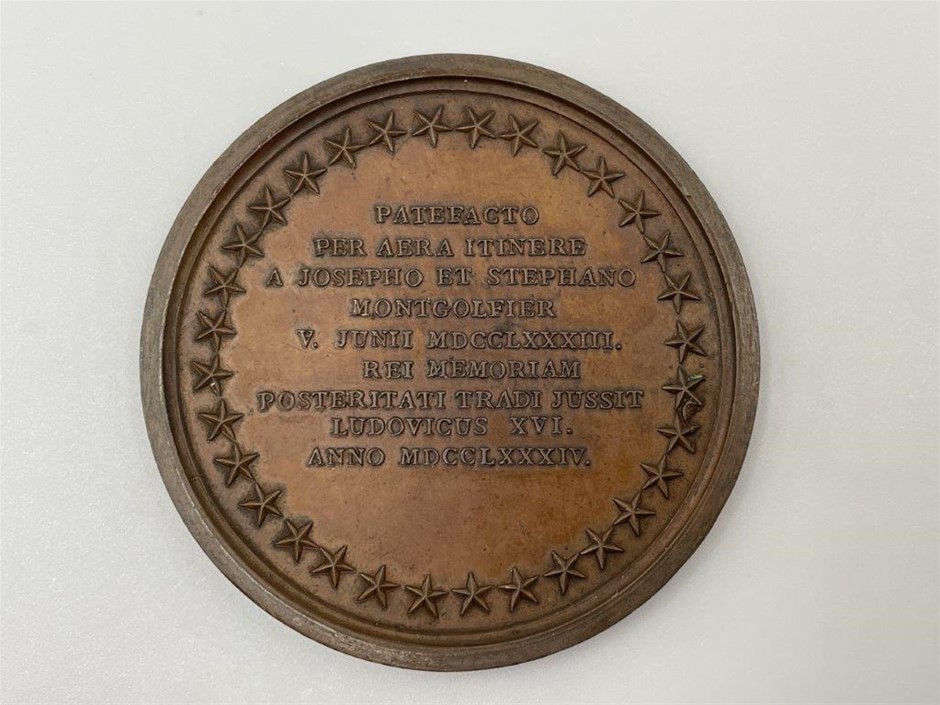 PATEFACTO
PER AERA ITINERE
A JOSEPHO ET STEPHANO
MONTGOLFIER
V. JUNII MDCCLXXXIII.
REI MEMORIAM
POSTERITATI TRADI JUSSIT
LUDOVICUS XVI.
ANNO MDCCLXXXIV.